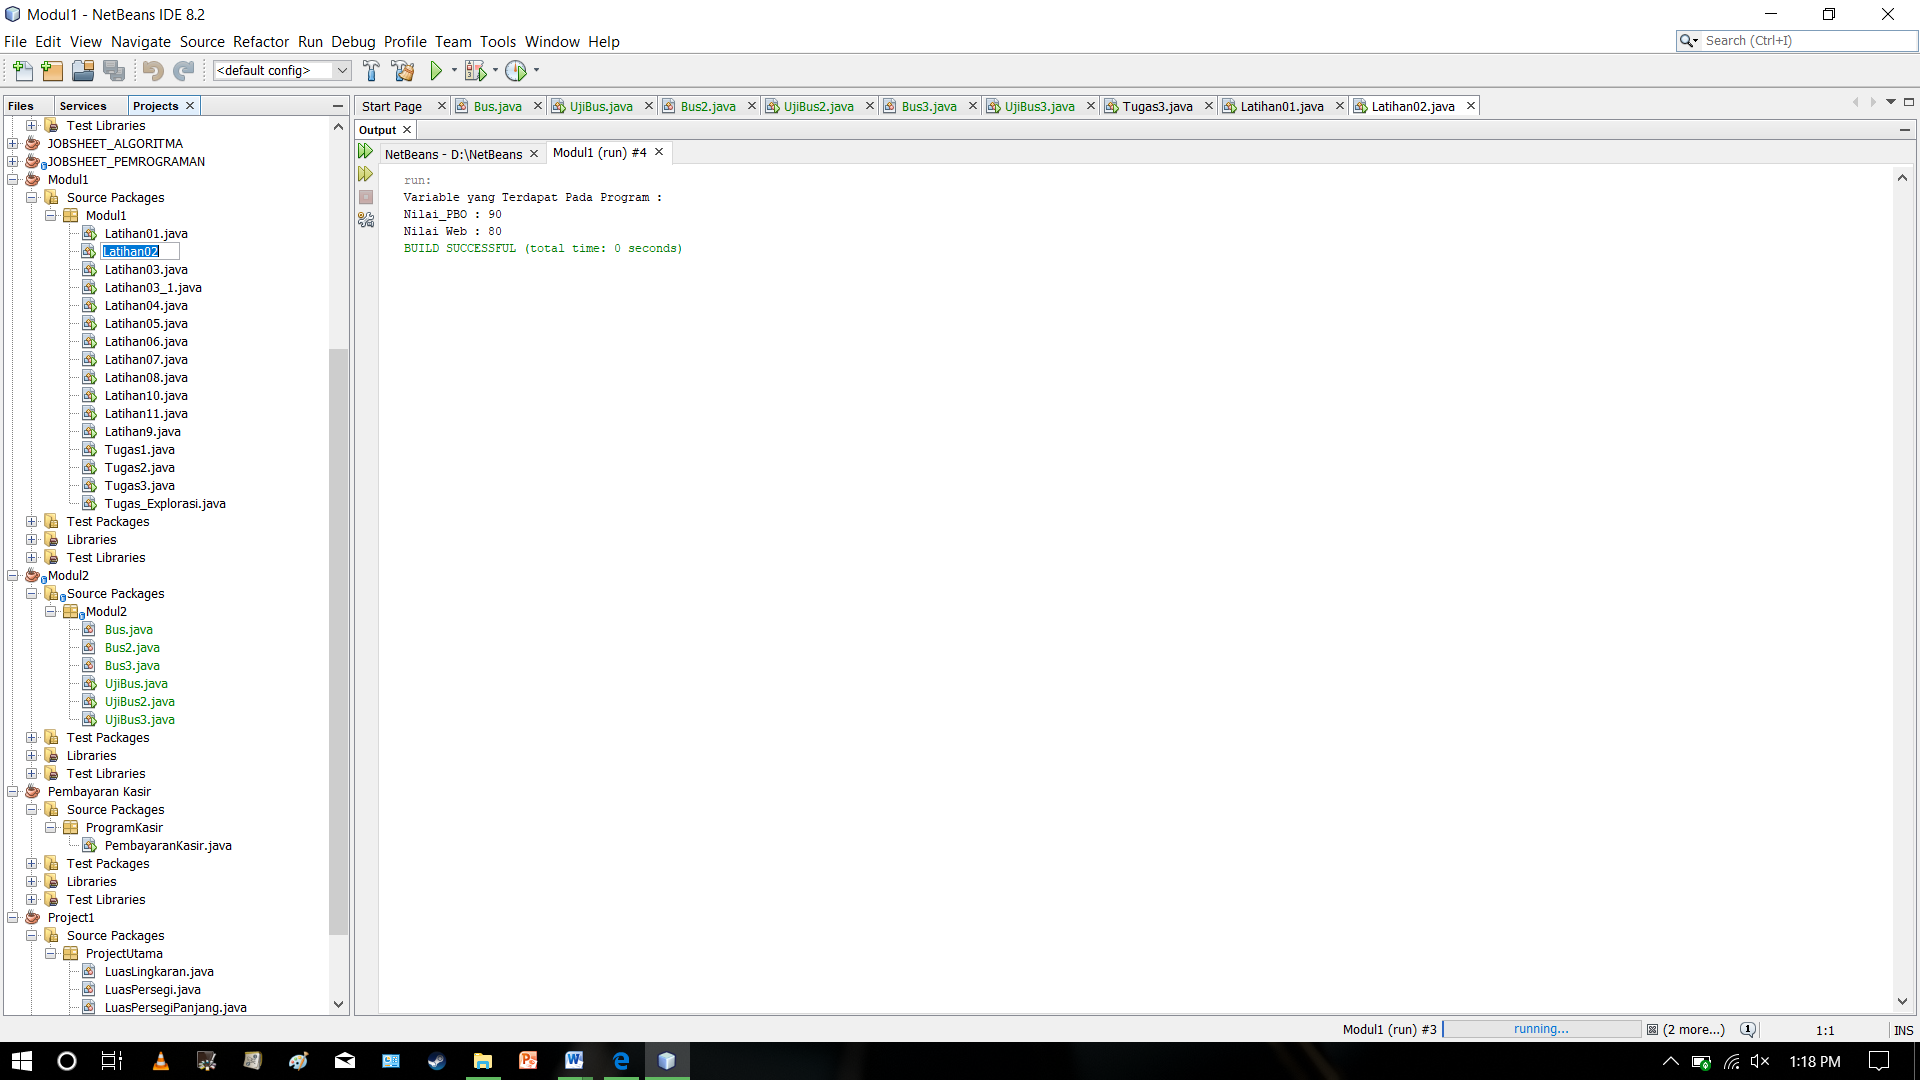 Modul1 - NetBeans IDE 8.2
File Edit View Navigate Source Refactor Run Debug Profile Team Tools Window Help
Search (Ctrl+I)
<default config>
Files Services Projects
Test Libraries
JOBSHEET_ALGORITMA
JOBSHEET_PEMROGRAMAN
Modul1
Source Packages
Modul1
Latihan01.java
Latihan02
Latihan03.java
Latihan03_1.java
Latihan04.java
Latihan05.java
Latihan06.java
Latihan07.java
Latihan08.java
Latihan10.java
Latihan11.java
Latihan9.java
Tugas1.java
Tugas2.java
Tugas3.java
Tugas_Explorasi.java
Test Packages
Libraries
Test Libraries
Modul2
Source Packages
Modul2
Bus.java
Bus2.java
Bus3.java
UjiBus.java
UjiBus2.java
UjiBus3.java
Test Packages
Libraries
Test Libraries
Pembayaran Kasir
Source Packages
ProgramKasir
PembayaranKasir.java
Test Packages
Libraries
Test Libraries
Project1
Source Packages
ProjectUtama
LuasLingkaran.java
LuasPersegi.java
LuasPersegiPanjang.java
Start Page Bus.java UjiBus.java Bus2.java UjiBus2.java Bus3.java UjiBus3.java Tugas3.java Latihan01.java Latihan02.java
Output
NetBeans - D:\NetBeans Modul1 (run) #4
run:
Variable yang Terdapat Pada Program :
Nilai_PBO : 90
Nilai Web : 80
BUILD SUCCESSFUL (total time: 0 seconds)
Modul1 (run) #3 running... (2 more...) 1:1 INS
1:18 PM